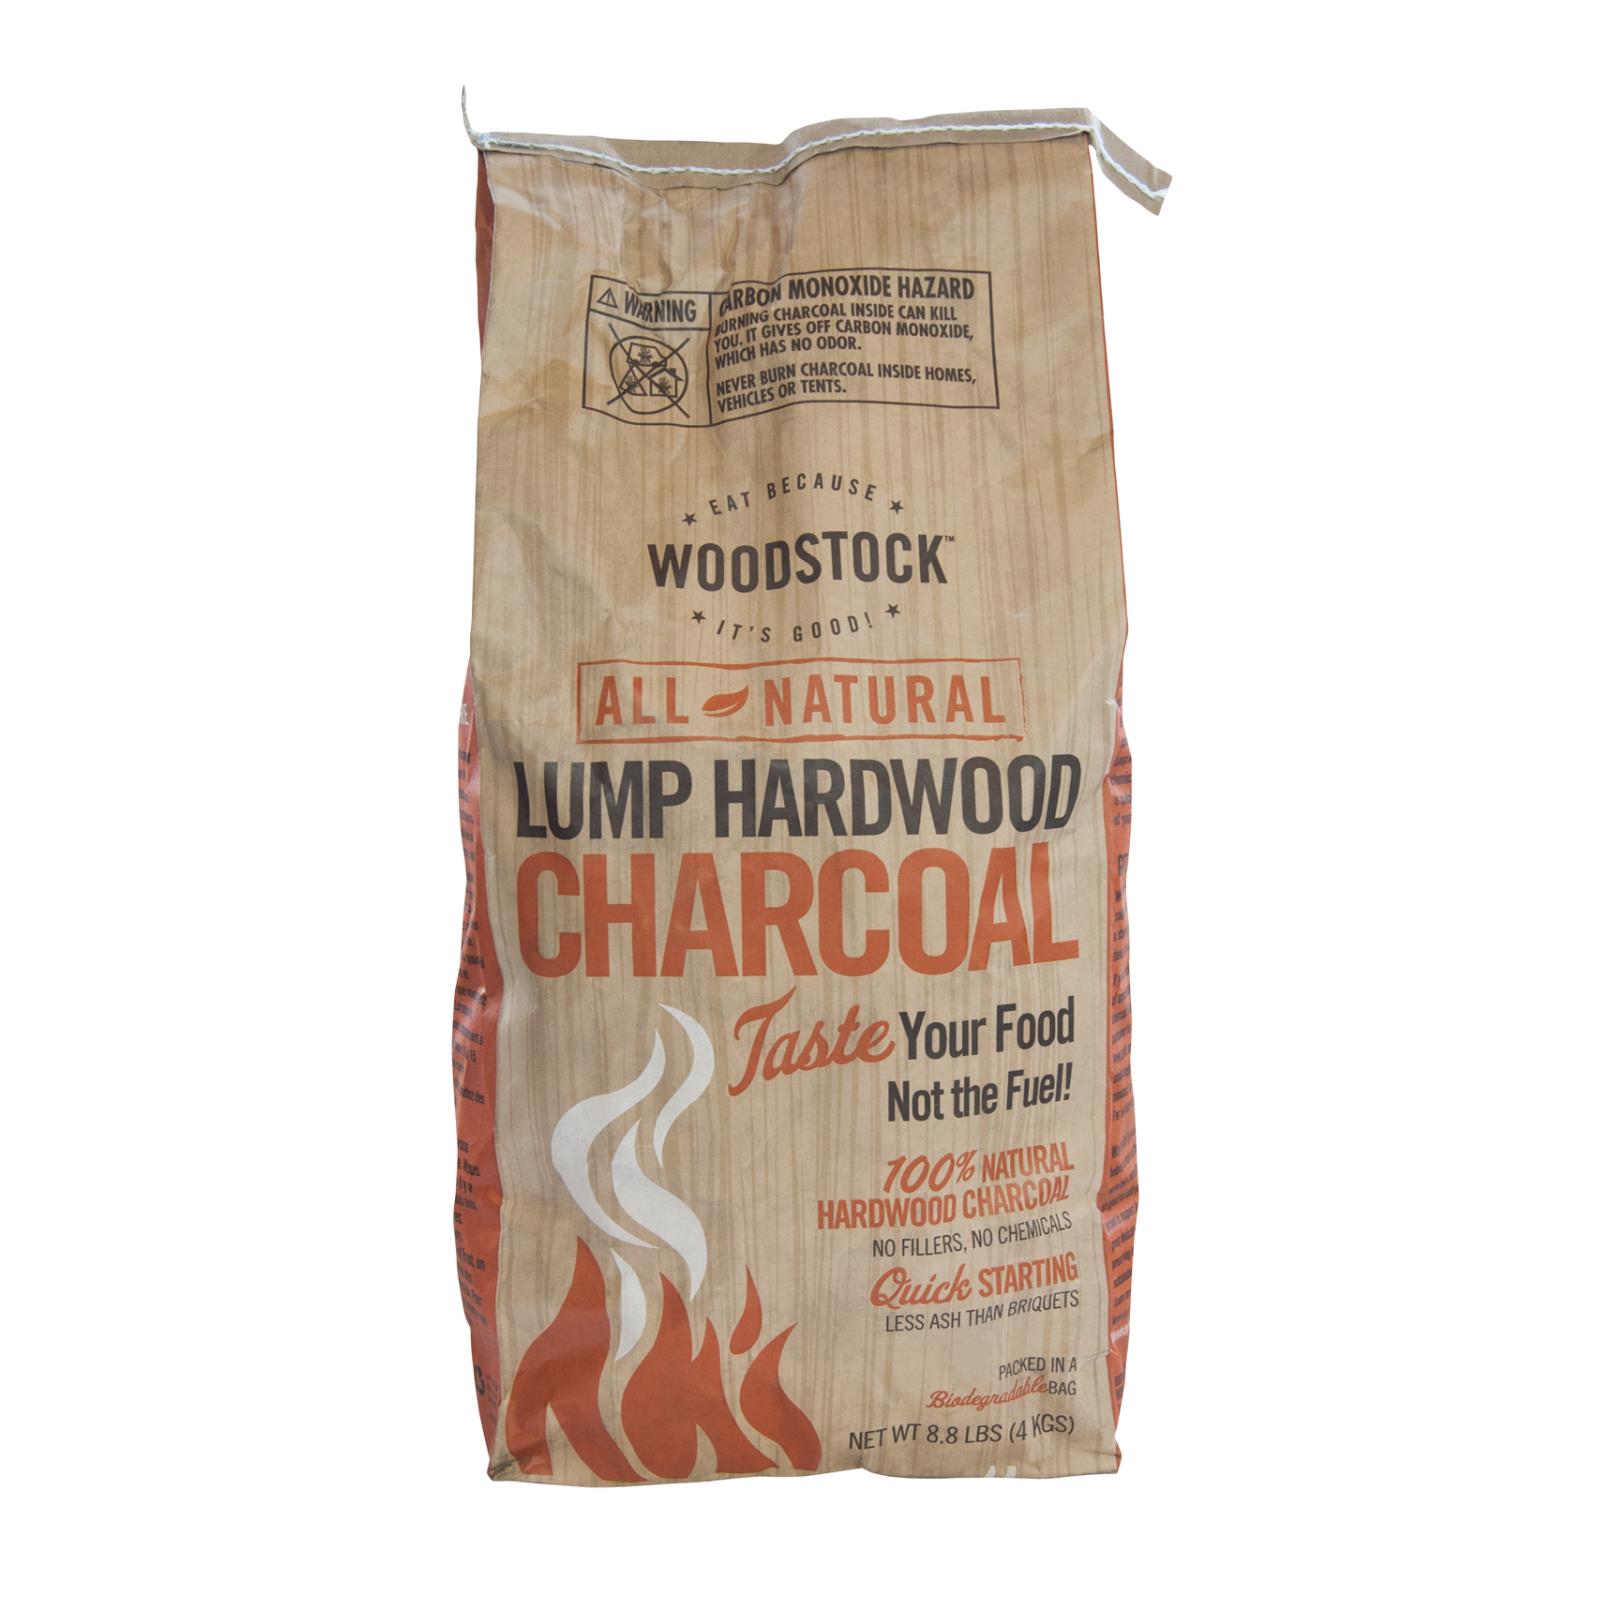 WARNING
CARBON MONOXIDE HAZARD
BURNING CHARCOAL INSIDE CAN KILL
YOU. IT GIVES OFF CARBON MONOXIDE,
WHICH HAS NO ODOR.
NEVER BURN CHARCOAL INSIDE HOMES,
VEHICLES OR TENTS.
EAT BECAUSE
WOODSTOCK™
IT'S GOOD!
ALL NATURAL
LUMP HARDWOOD
CHARCOAL
Taste Your Food
Not the Fuel!
100% NATURAL
HARDWOOD CHARCOAL
NO FILLERS, NO CHEMICALS
Quick STARTING
LESS ASH THAN BRIQUETS
PACKED IN A
Biodegradable BAG
NET WT 8.8 LBS (4 KGS)